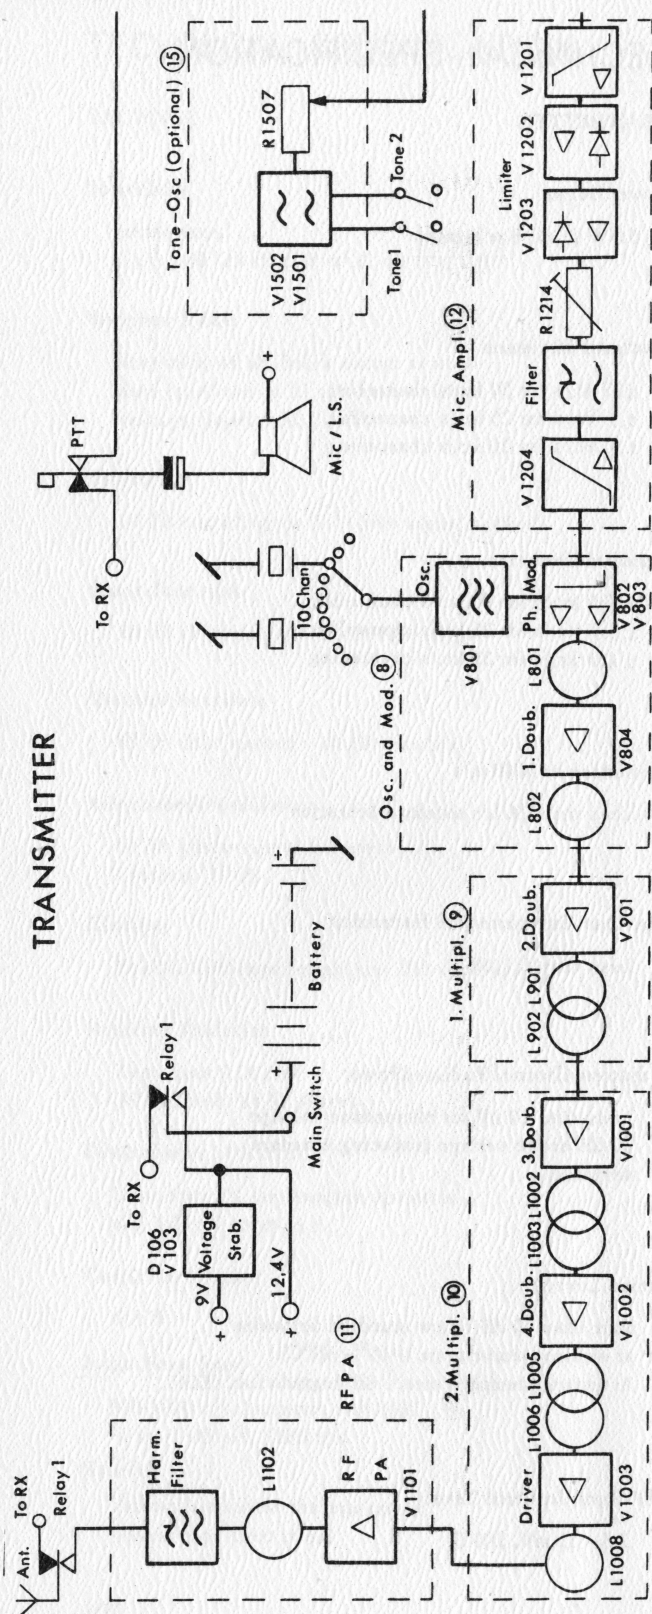 TRANSMITTER
Ant.
To RX
Relay 1
Harm.
Filter
L1102
RF
PA
V1101
RF PA 11
To RX
Relay 1
D106
V103
Voltage
Stab.
9V
+
12,4V
+
Main Switch
+
Battery
+
To RX
PTT
Mic / L.S.
+
10 Chan
Tone-Osc (Optional) 15
R1507
V1502
V1501
Tone 1
Tone 2
2.Multipl. 10
L1008
Driver
V1003
L1006
L1005
4.Doub.
V1002
L1003
L1002
3.Doub.
V1001
1.Multipl. 9
L902
L901
2.Doub.
V901
Osc. and Mod. 8
L802
1.Doub.
V804
L801
Osc.
V801
Ph. Mod.
V802
V803
Mic. Ampl. 12
V1204
Filter
R1214
Limiter
V1203
V1202
V1201